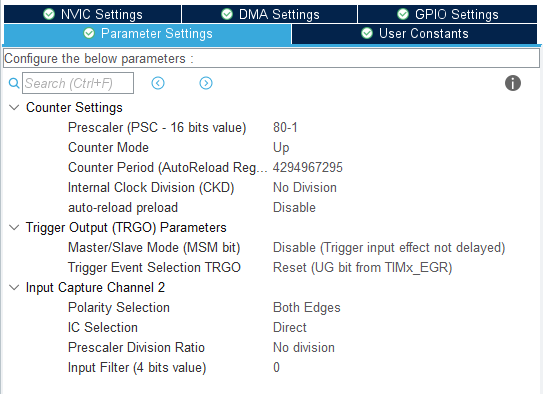 NVIC Settings
DMA Settings
GPIO Settings
Parameter Settings
User Constants
Configure the below parameters :
Search (Ctrl+F)
Counter Settings
Prescaler (PSC - 16 bits value) 80-1
Counter Mode Up
Counter Period (AutoReload Reg... 4294967295
Internal Clock Division (CKD) No Division
auto-reload preload Disable
Trigger Output (TRGO) Parameters
Master/Slave Mode (MSM bit) Disable (Trigger input effect not delayed)
Trigger Event Selection TRGO Reset (UG bit from TIMx_EGR)
Input Capture Channel 2
Polarity Selection Both Edges
IC Selection Direct
Prescaler Division Ratio No division
Input Filter (4 bits value) 0